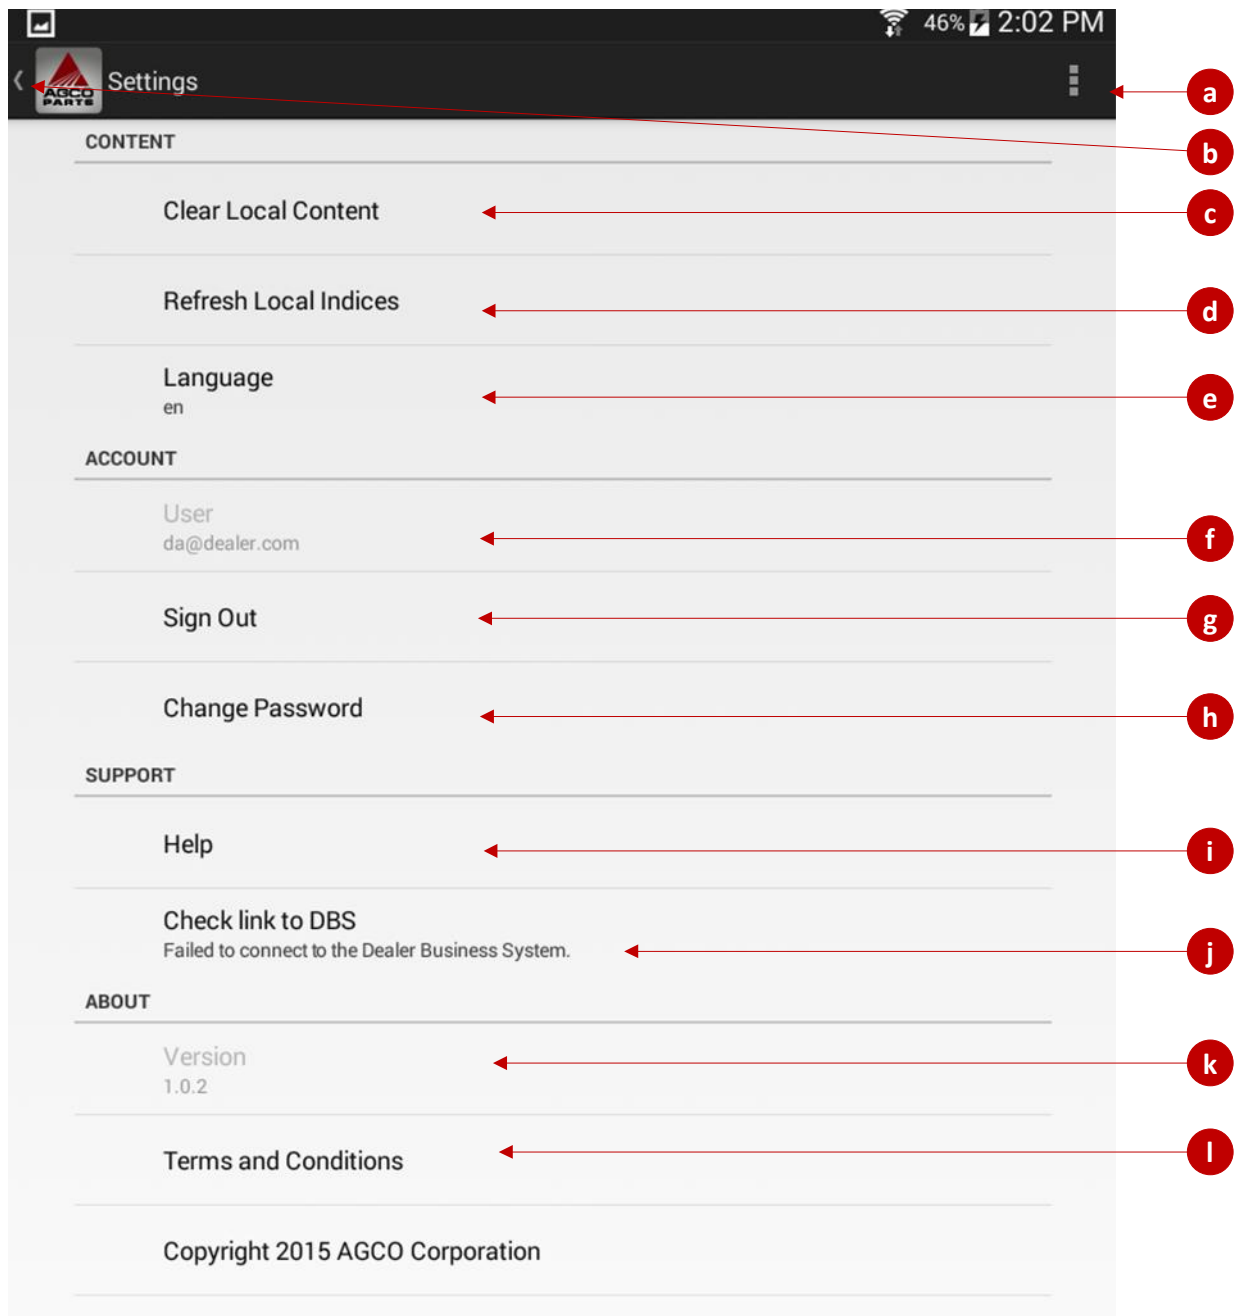 46% 2:02 PM
AGCO
PARTS
Settings
a
CONTENT
b
Clear Local Content
c
Refresh Local Indices
d
Language
en
e
ACCOUNT
User
da@dealer.com
f
Sign Out
g
Change Password
h
SUPPORT
Help
i
Check link to DBS
Failed to connect to the Dealer Business System.
j
ABOUT
Version
1.0.2
k
Terms and Conditions
l
Copyright 2015 AGCO Corporation